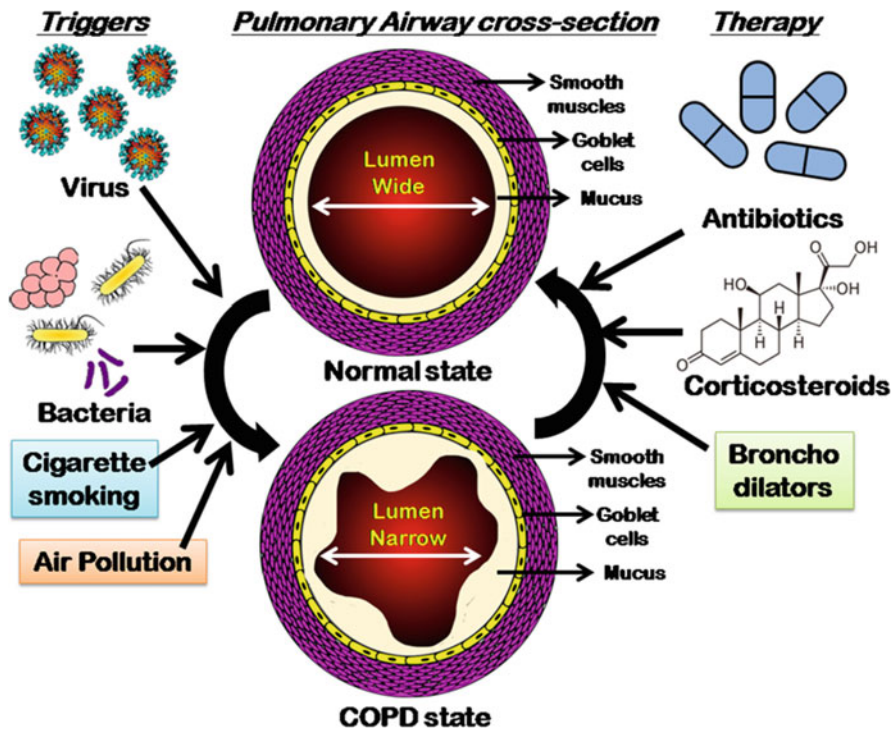 Triggers
Pulmonary Airway cross-section
Therapy
Virus
Bacteria
Cigarette
smoking
Air Pollution
Lumen
Wide
Smooth
muscles
Goblet
cells
Mucus
Normal state
Lumen
Narrow
Smooth
muscles
Goblet
cells
Mucus
COPD state
Antibiotics
O
OH
HO
OH
H
H
H
O
Corticosteroids
Broncho
dilators